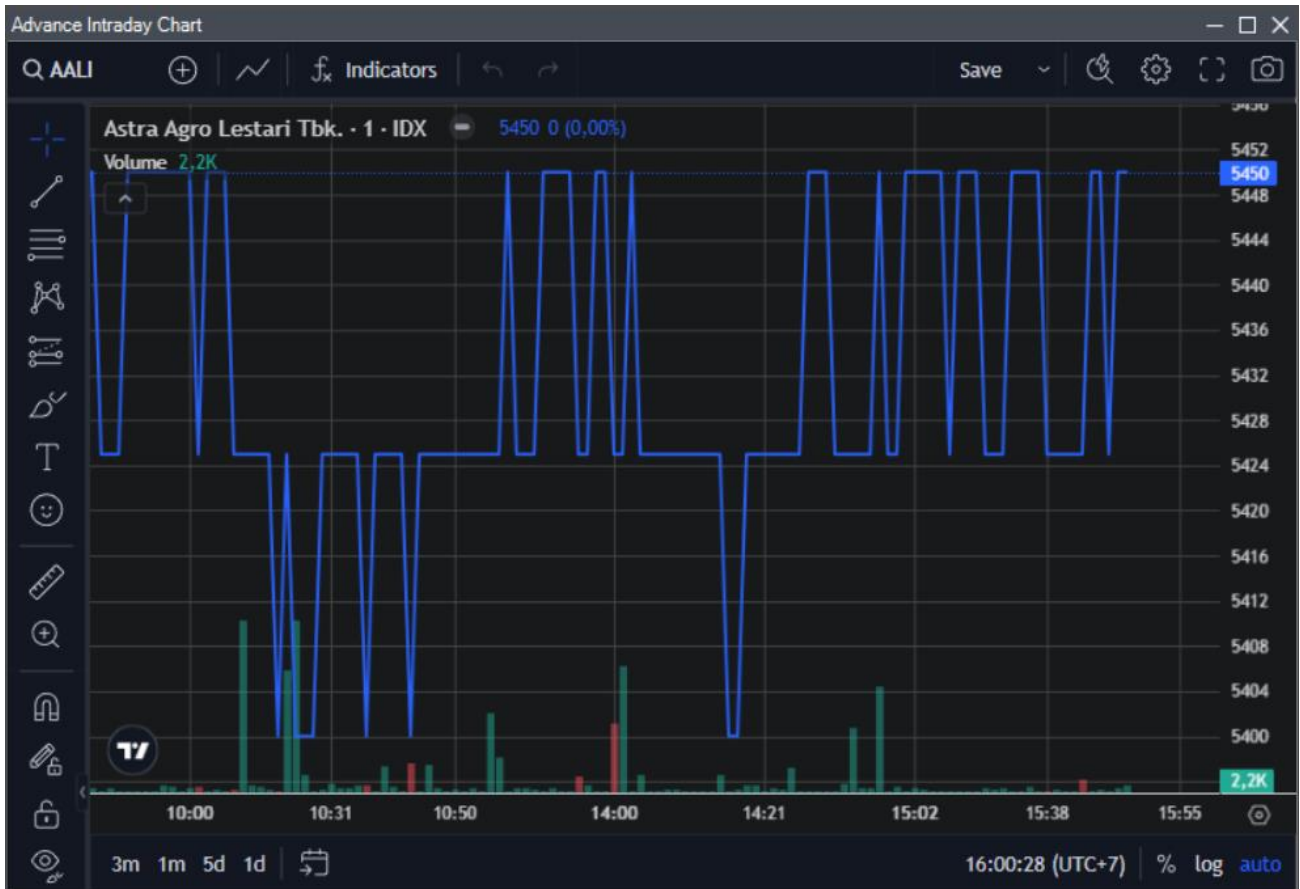 Advance Intraday Chart
AALI
Indicators
Save
Astra Agro Lestari Tbk. · 1 · IDX 5450 0 (0,00%)
Volume 2,2K
5456
5452
5450
5448
5444
5440
5436
5432
5428
5424
5420
5416
5412
5408
5404
5400
2,2K
10:00 10:31 10:50 14:00 14:21 15:02 15:38 15:55
3m 1m 5d 1d 16:00:28 (UTC+7) % log auto